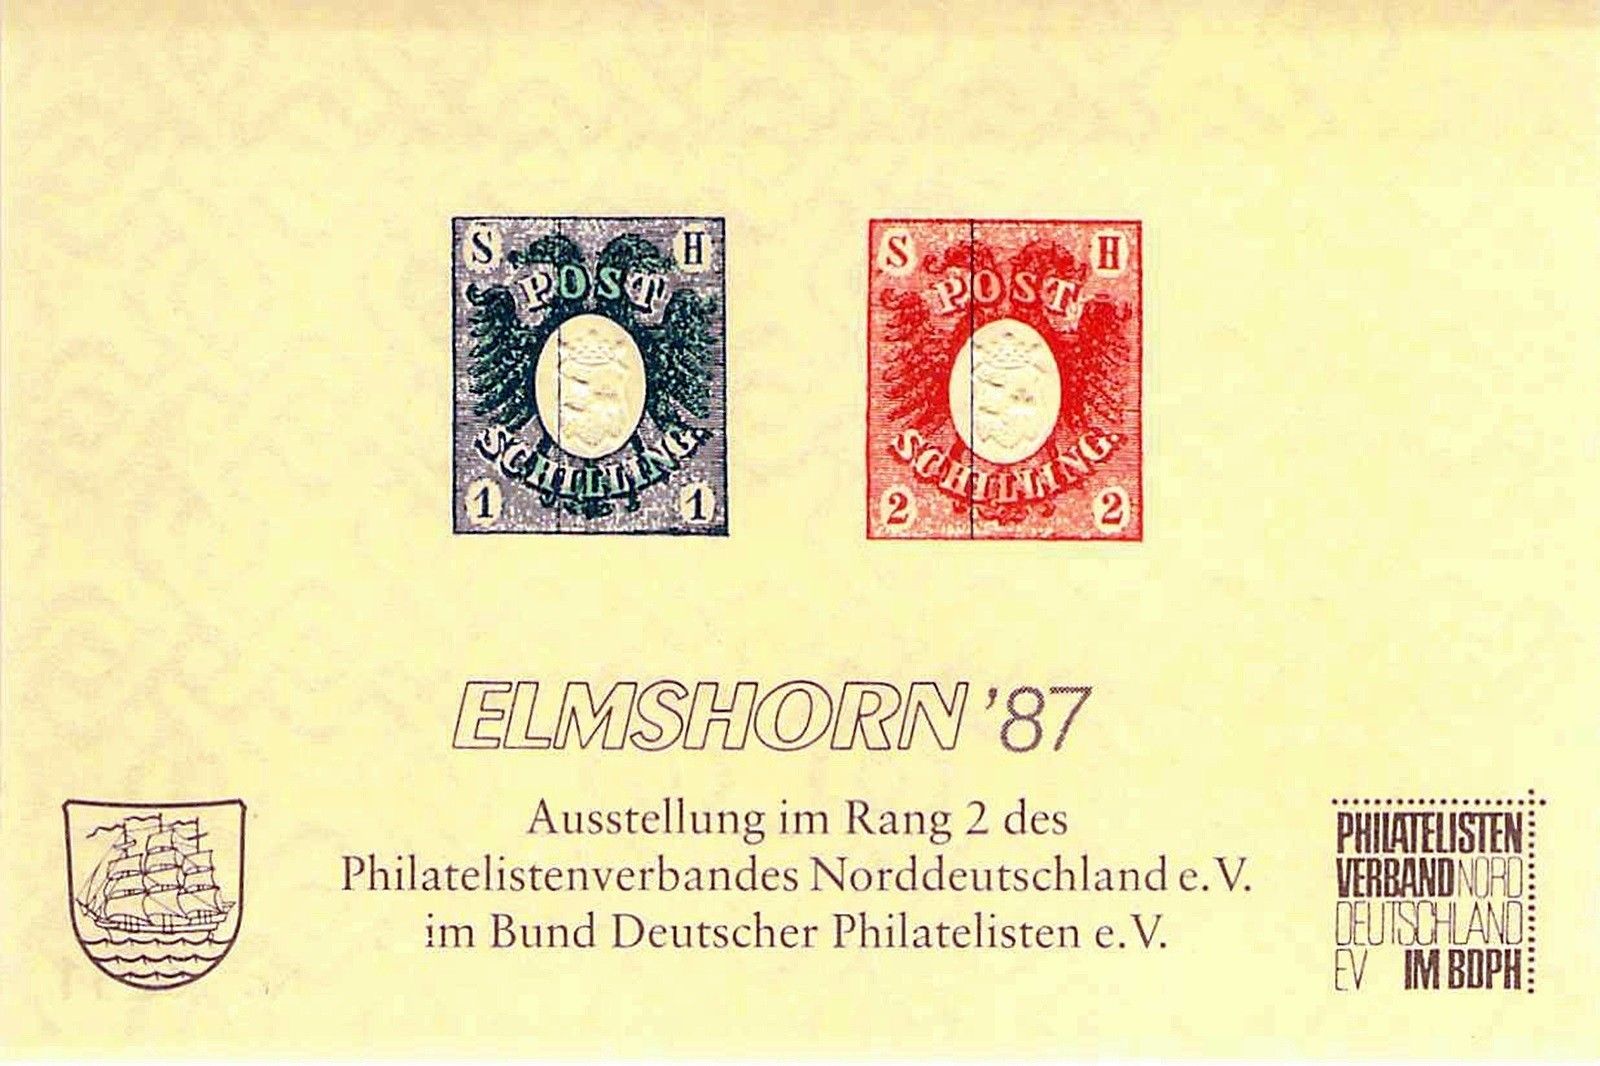 S H
POST
SCHILLING.
1 1
S H
POST.
SCHILLING.
2 2
ELMSHORN '87
Ausstellung im Rang 2 des
Philatelistenverbandes Norddeutschland e. V.
im Bund Deutscher Philatelisten e. V.
PHILATELISTEN
VERBAND NORD
DEUTSCHLAND
EV IM BDPH